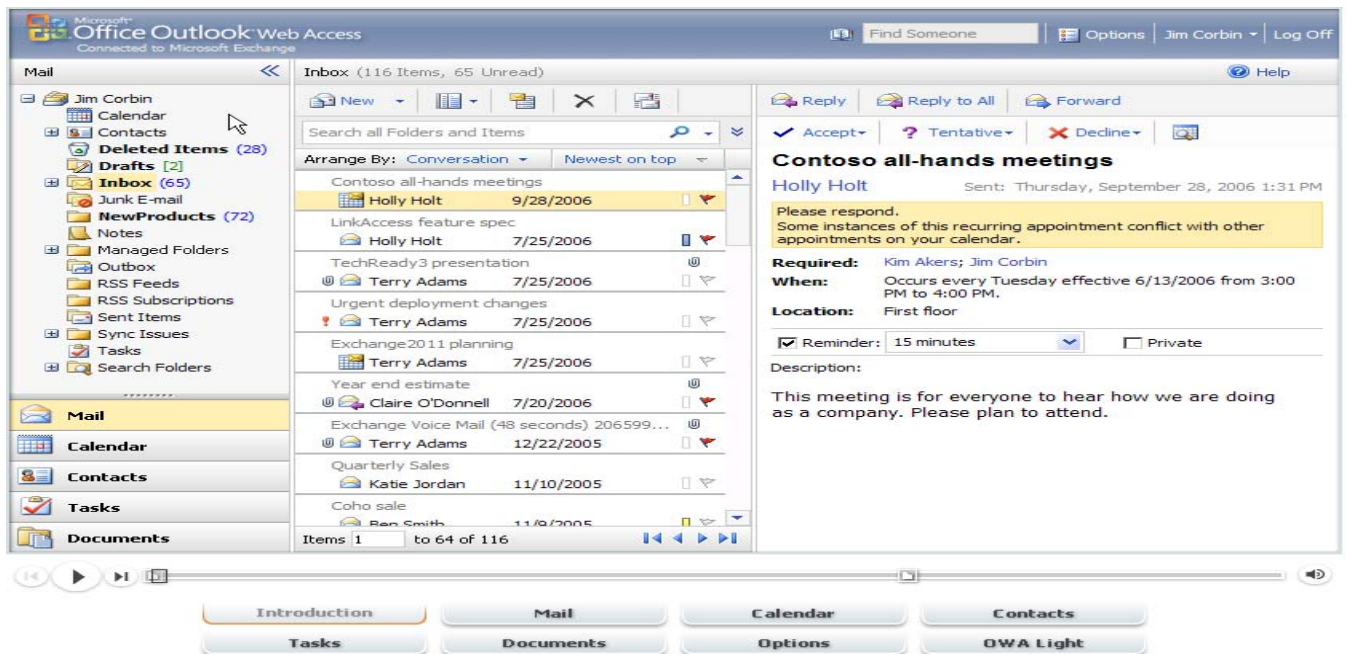 Microsoft
Office Outlook Web Access
Connected to Microsoft Exchange
Find Someone
Options
Jim Corbin
Log Off
Mail
Jim Corbin
Calendar
Contacts
Deleted Items (28)
Drafts [2]
Inbox (65)
Junk E-mail
NewProducts (72)
Notes
Managed Folders
Outbox
RSS Feeds
RSS Subscriptions
Sent Items
Sync Issues
Tasks
Search Folders
Mail
Calendar
Contacts
Tasks
Documents
Inbox (116 Items, 65 Unread)
Help
New
Search all Folders and Items
Arrange By: Conversation Newest on top
Contoso all-hands meetings
Holly Holt 9/28/2006
LinkAccess feature spec
Holly Holt 7/25/2006
TechReady3 presentation
Terry Adams 7/25/2006
Urgent deployment changes
Terry Adams 7/25/2006
Exchange2011 planning
Terry Adams 7/25/2006
Year end estimate
Claire O'Donnell 7/20/2006
Exchange Voice Mail (48 seconds) 206599...
Terry Adams 12/22/2005
Quarterly Sales
Katie Jordan 11/10/2005
Coho sale
Ben Smith 11/9/2005
Items 1 to 64 of 116
Reply Reply to All Forward
Accept Tentative Decline
Contoso all-hands meetings
Holly Holt Sent: Thursday, September 28, 2006 1:31 PM
Please respond.
Some instances of this recurring appointment conflict with other
appointments on your calendar.
Required: Kim Akers; Jim Corbin
When: Occurs every Tuesday effective 6/13/2006 from 3:00
PM to 4:00 PM.
Location: First floor
Reminder: 15 minutes Private
Description:
This meeting is for everyone to hear how we are doing
as a company. Please plan to attend.
Introduction Mail Calendar Contacts
Tasks Documents Options OWA Light